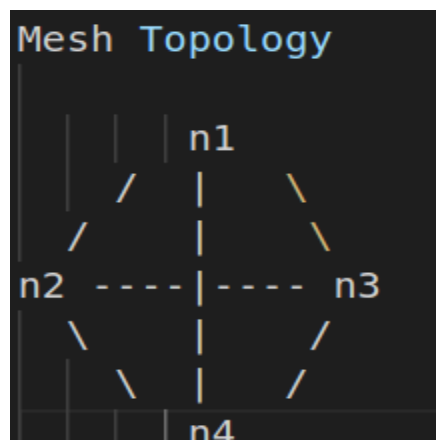 Mesh Topology
n1
/ | \
/ | \
n2 ----|---- n3
\ | /
\ | /
n4